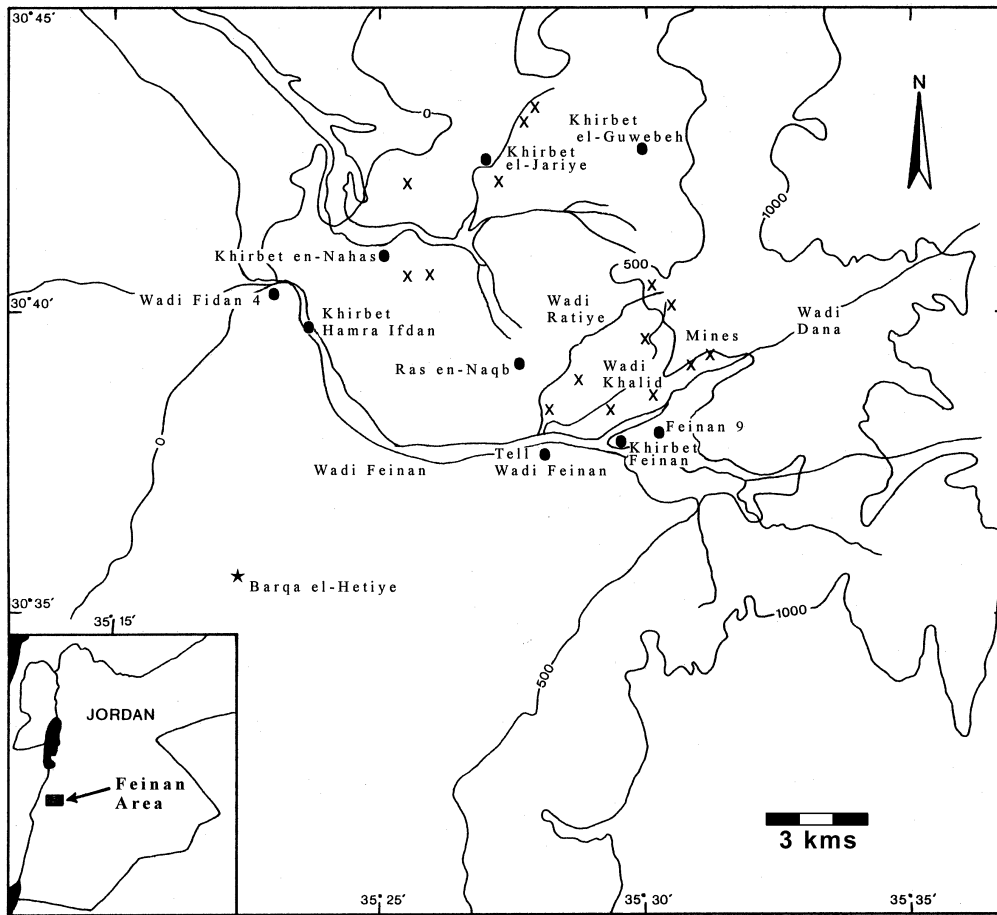 30° 45'
N
0
Khirbet
el-Guwebeh
Khirbet
el-Jariye
X
X
X
X
1000
Khirbet en-Nahas
X
X
500
X
Wadi Fidan 4
30° 40'
Khirbet
Hamra Ifdan
Wadi
Ratiye
X
Wadi
Dana
X
Mines
X
X
Ras en-Naqb
Wadi
Khalid
X
X
X
X
0
Feinan 9
Khirbet
Feinan
Wadi Feinan
Tell
Wadi Feinan
Barqa el-Hetiye
30° 35'
35° 15'
1000
500
JORDAN
Feinan
Area
3 kms
35° 25'
35° 30'
35° 35'